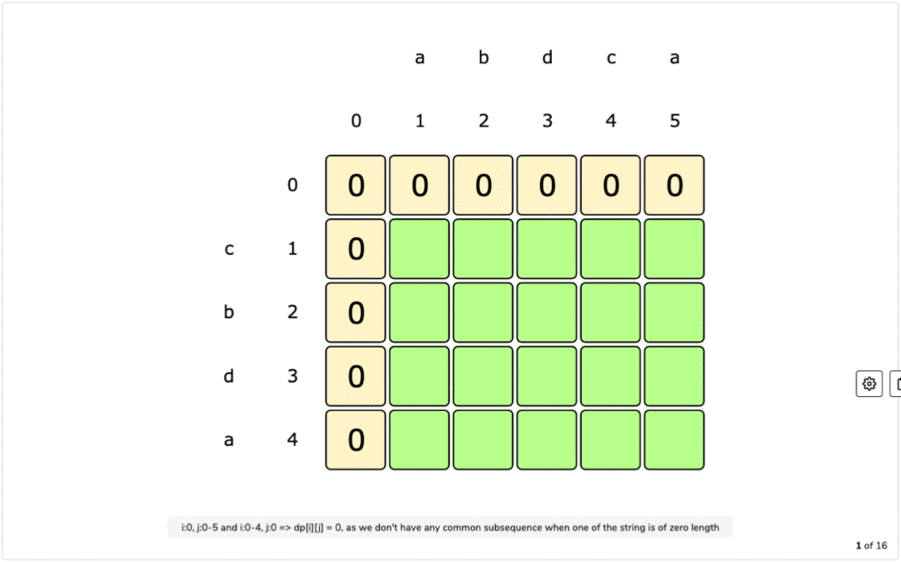 a b d c a
0 1 2 3 4 5
0 0 0 0 0 0 0
c 1 0
b 2 0
d 3 0
a 4 0
i:0, j:0-5 and i:0-4, j:0 => dp[i][j] = 0, as we don't have any common subsequence when one of the string is of zero length
1 of 16